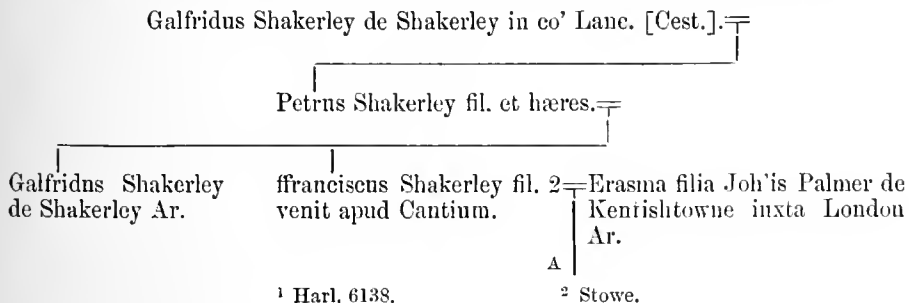 Galfridus Shakerley de Shakerley in co' Lanc. [Cest.].
Petrus Shakerley fil. et hæres.
Galfridus Shakerley
de Shakerley Ar.
ffranciscus Shakerley fil. 2
venit apud Cantium.
Erasma filia Joh'is Palmer de
Kentishtowne iuxta London
Ar.
A
1 Harl. 6138.
2 Stowe.